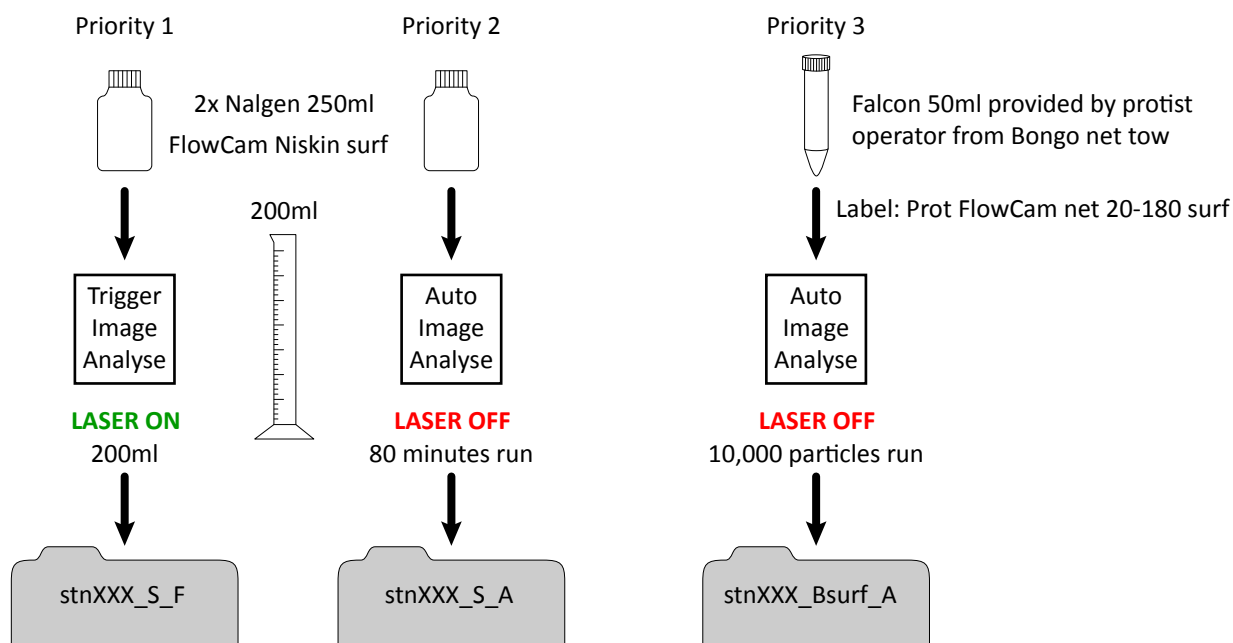 Priority 1
Priority 2
Priority 3
2x Nalgen 250ml
FlowCam Niskin surf
Falcon 50ml provided by protist
operator from Bongo net tow
200ml
Label: Prot FlowCam net 20-180 surf
Trigger
Image
Analyse
Auto
Image
Analyse
Auto
Image
Analyse
LASER ON
200ml
LASER OFF
80 minutes run
LASER OFF
10,000 particles run
stnXXX_S_F
stnXXX_S_A
stnXXX_Bsurf_A